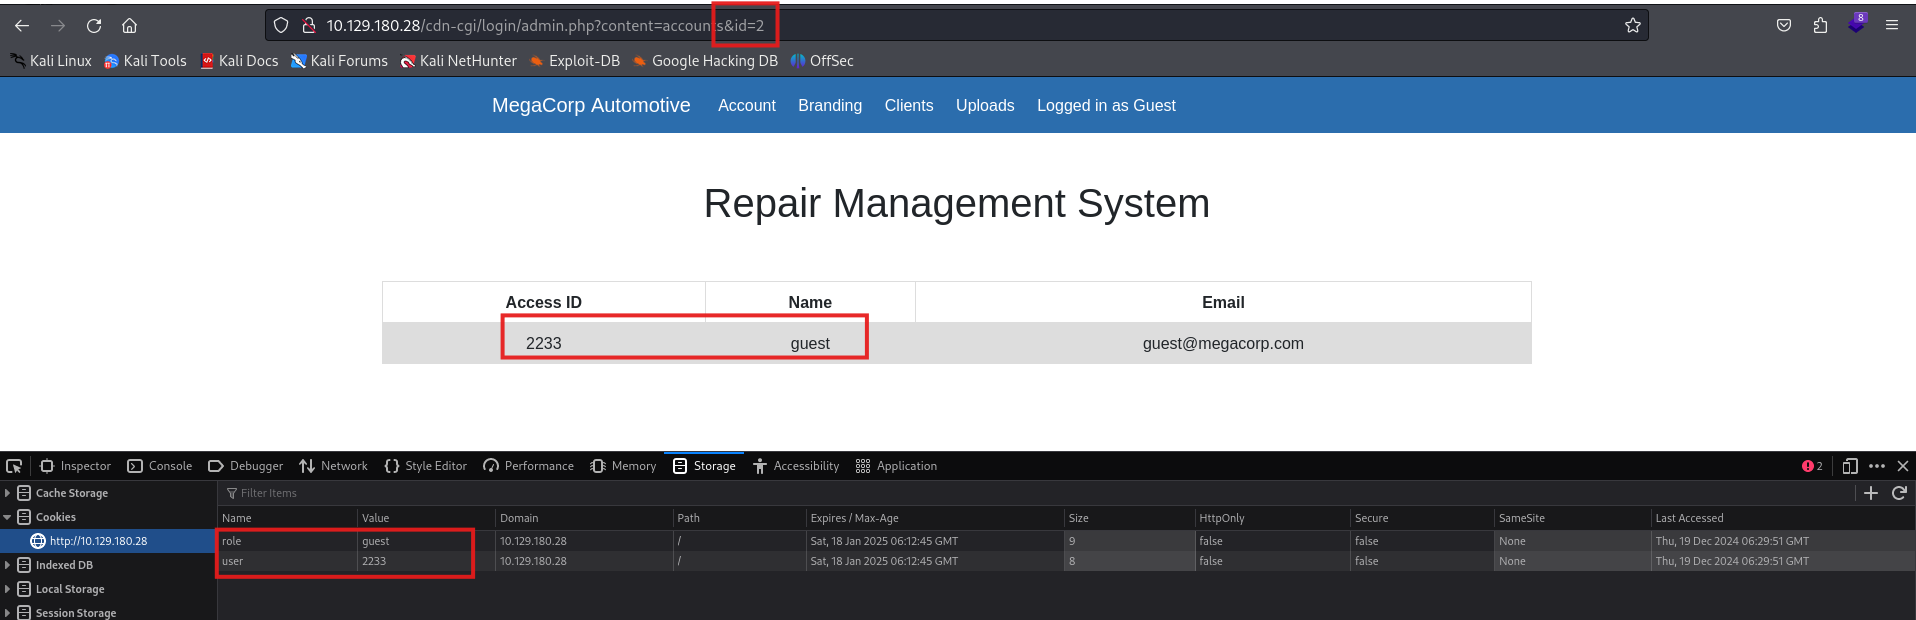 8
10.129.180.28/cdn-cgi/login/admin.php?content=accounts&id=2
Kali Linux Kali Tools Kali Docs Kali Forums Kali NetHunter Exploit-DB Google Hacking DB OffSec
MegaCorp Automotive Account Branding Clients Uploads Logged in as Guest
Repair Management System
Access ID Name Email
2233 guest guest@megacorp.com
Inspector Console Debugger Network Style Editor Performance Memory Storage Accessibility Application 2
Cache Storage Filter Items
Cookies Name Value Domain Path Expires / Max-Age Size HttpOnly Secure SameSite Last Accessed
http://10.129.180.28 role guest 10.129.180.28 / Sat, 18 Jan 2025 06:12:45 GMT 9 false false None Thu, 19 Dec 2024 06:29:51 GMT
Indexed DB user 2233 10.129.180.28 / Sat, 18 Jan 2025 06:12:45 GMT 8 false false None Thu, 19 Dec 2024 06:29:51 GMT
Local Storage
Session Storage